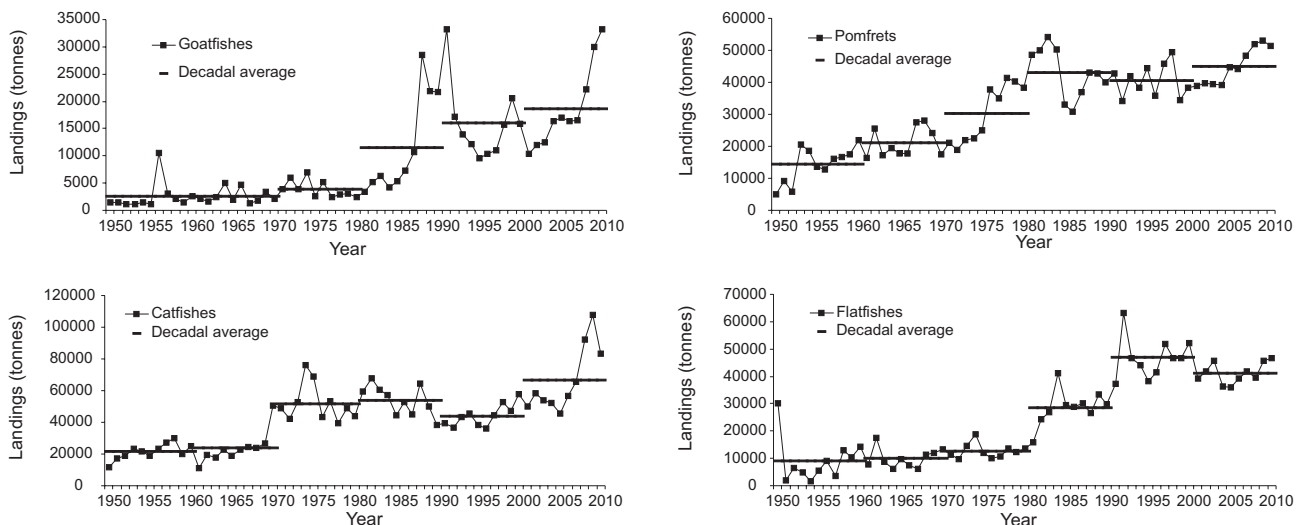 Landings (tonnes)
35000
30000
25000
20000
15000
10000
5000
0
Goatfishes
Decadal average
1950 1955 1960 1965 1970 1975 1980 1985 1990 1995 2000 2005 2010
Year
Landings (tonnes)
60000
50000
40000
30000
20000
10000
0
Pomfrets
Decadal average
1950 1955 1960 1965 1970 1975 1980 1985 1990 1995 2000 2005 2010
Year
Landings (tonnes)
120000
100000
80000
60000
40000
20000
0
Catfishes
Decadal average
1950 1955 1960 1965 1970 1975 1980 1985 1990 1995 2000 2005 2010
Year
Landings (tonnes)
70000
60000
50000
40000
30000
20000
10000
0
Flatfishes
Decadal average
1950 1955 1960 1965 1970 1975 1980 1985 1990 1995 2000 2005 2010
Year